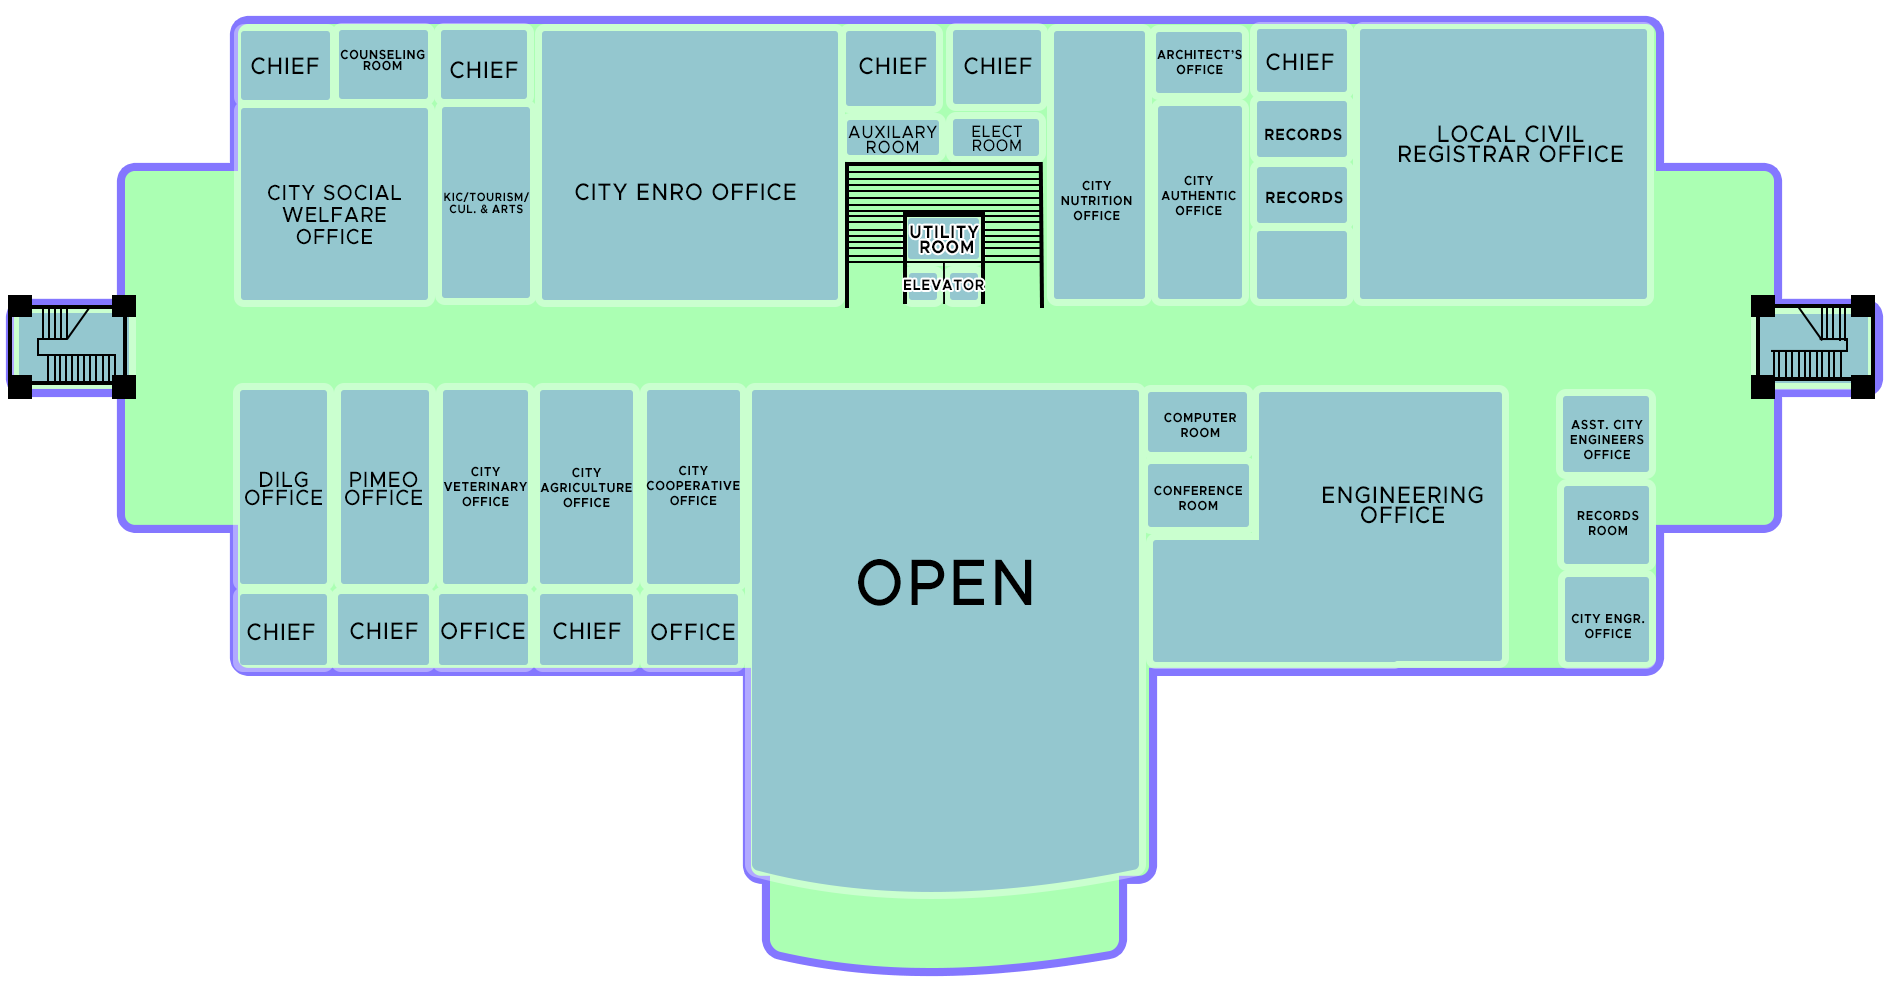 CHIEF
COUNSELING
ROOM
CHIEF
CITY SOCIAL
WELFARE
OFFICE
KIC/TOURISM/
CUL. & ARTS
CITY ENRO OFFICE
CHIEF
CHIEF
AUXILARY
ROOM
ELECT
ROOM
UTILITY
ROOM
ELEVATOR
CITY
NUTRITION
OFFICE
ARCHITECT'S
OFFICE
CITY
AUTHENTIC
OFFICE
CHIEF
RECORDS
RECORDS
LOCAL CIVIL
REGISTRAR OFFICE
DILG
OFFICE
PIMEO
OFFICE
CITY
VETERINARY
OFFICE
CITY
AGRICULTURE
OFFICE
CITY
COOPERATIVE
OFFICE
CHIEF
CHIEF
OFFICE
CHIEF
OFFICE
OPEN
COMPUTER
ROOM
CONFERENCE
ROOM
ENGINEERING
OFFICE
ASST. CITY
ENGINEERS
OFFICE
RECORDS
ROOM
CITY ENGR.
OFFICE